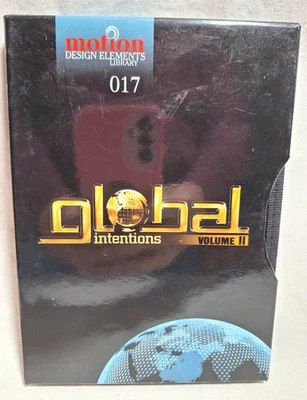 motion
DESIGN ELEMENTS
LIBRARY
017
global
intentions
VOLUME II